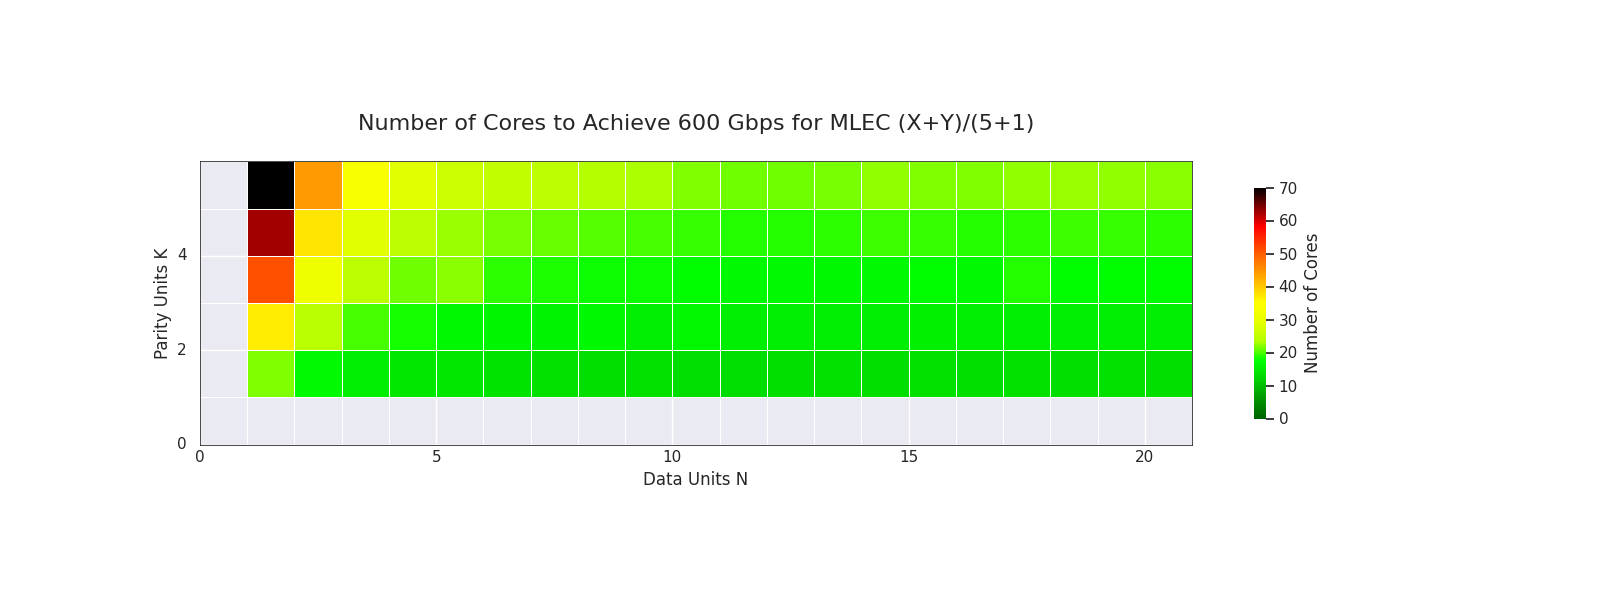 Number of Cores to Achieve 600 Gbps for MLEC (X+Y)/(5+1)
Parity Units K
4
2
0
0 5 10 15 20
Data Units N
70
60
50
40
30
20
10
0
Number of Cores